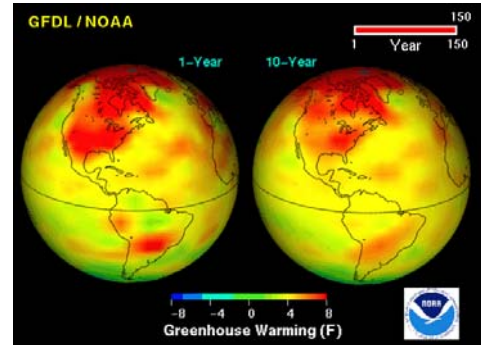 GFDL / NOAA
150
1 Year 150
1-Year 10-Year
-8 -4 0 4 8
Greenhouse Warming (F)
NOAA